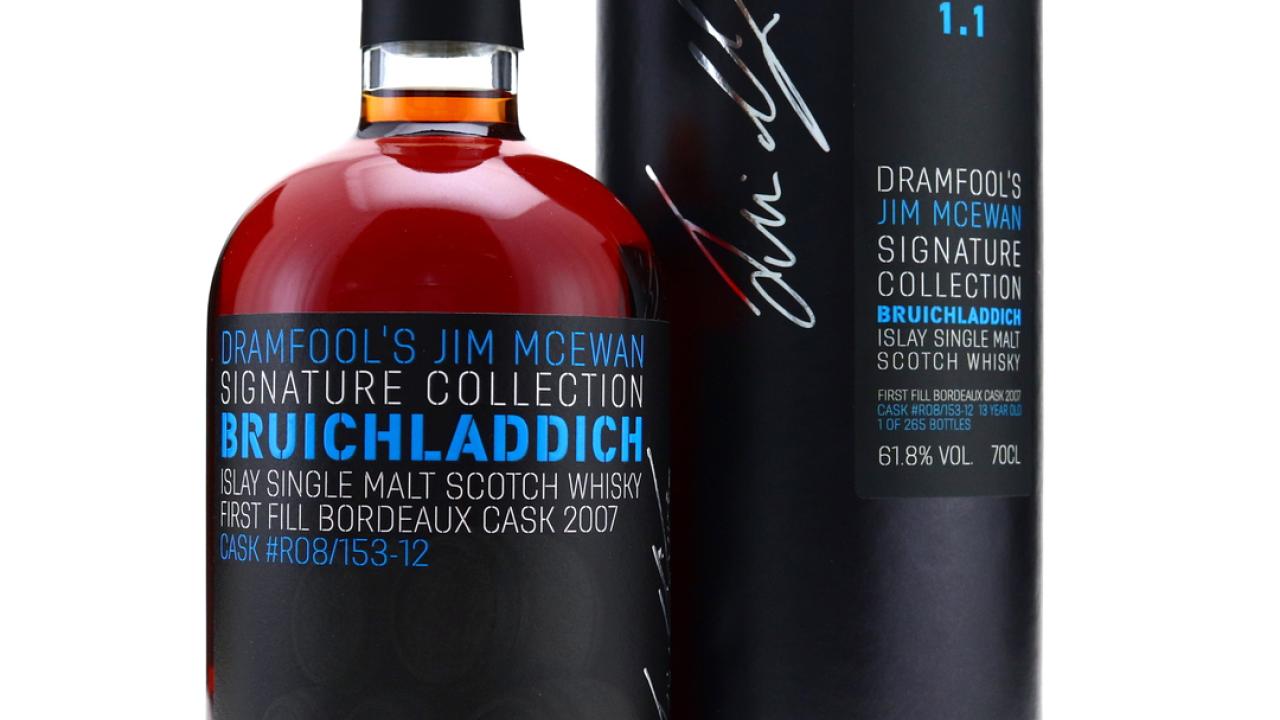 DRAMFOOL'S JIM MCEWAN
SIGNATURE COLLECTION
BRUICHLADDICH
ISLAY SINGLE MALT SCOTCH WHISKY
FIRST FILL BORDEAUX CASK 2007
CASK #R08/153-12
1.1
DRAMFOOL'S
JIM MCEWAN
SIGNATURE
COLLECTION
BRUICHLADDICH
ISLAY SINGLE MALT
SCOTCH WHISKY
FIRST FILL BORDEAUX CASK 2007
CASK #R08/153-12 13 YEAR OLD
1 OF 265 BOTTLES
61.8% VOL. 70CL